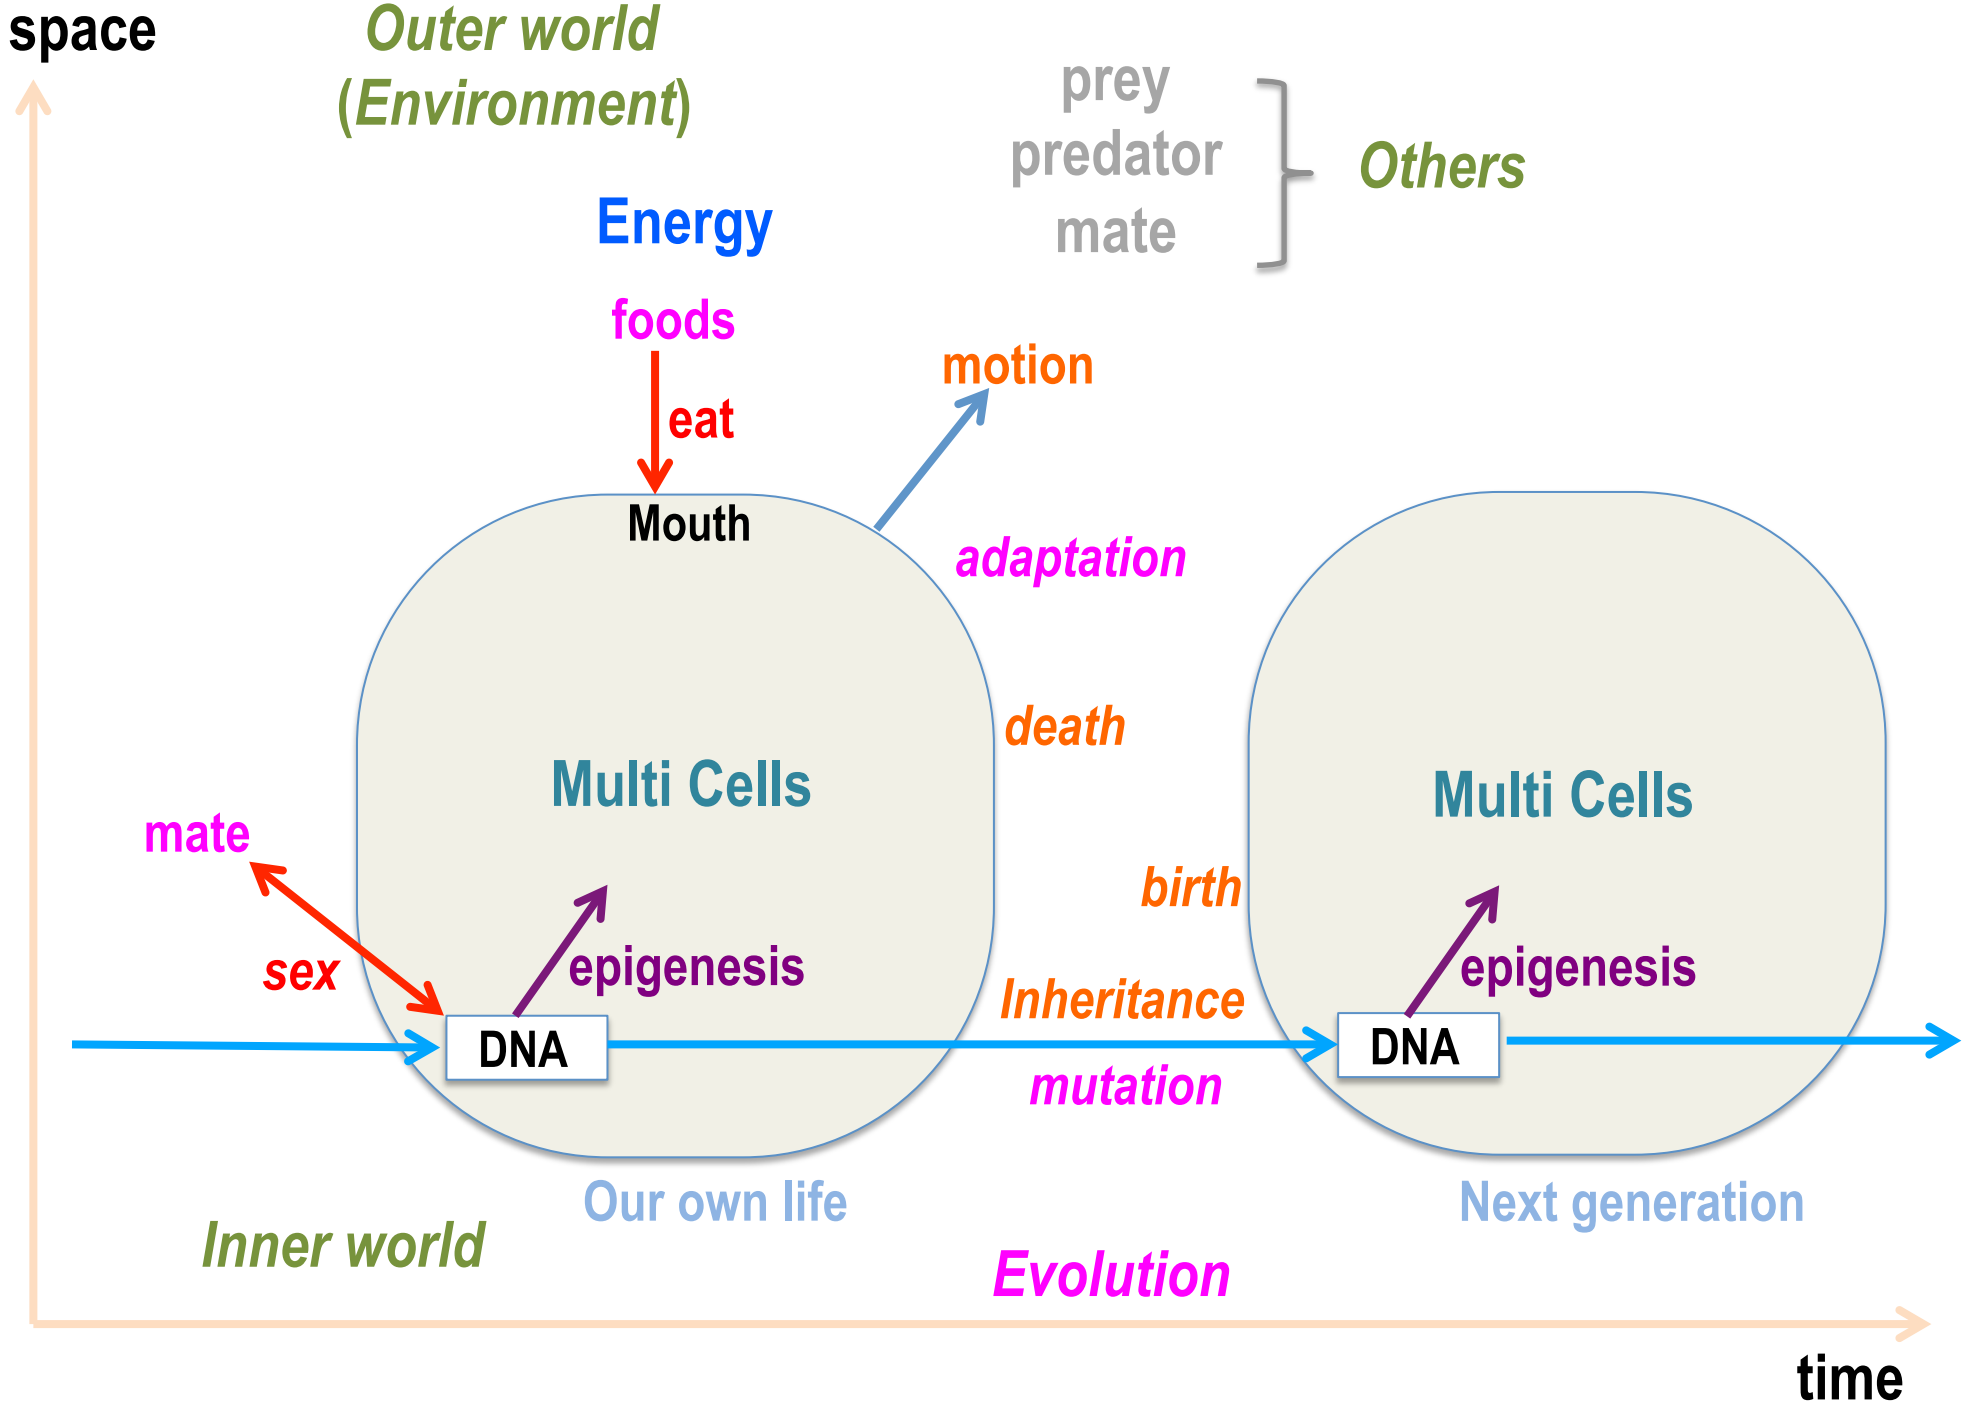 space
Outer world
(Environment)
prey
predator
mate
Others
Energy
foods
eat
motion
Mouth
adaptation
death
Multi Cells
Multi Cells
mate
birth
sex
epigenesis
epigenesis
Inheritance
DNA
DNA
mutation
Our own life
Next generation
Inner world
Evolution
time